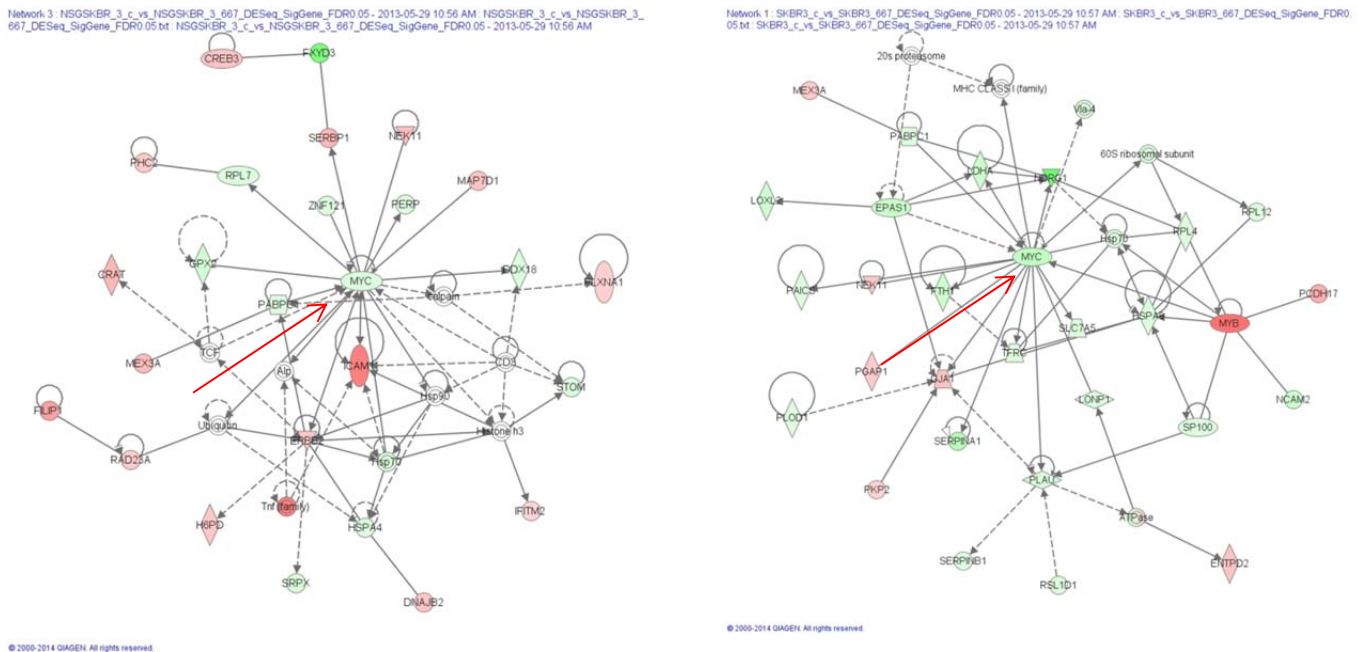 Network 3 : NSGSKBR_3_c_vs_NSGSKBR_3_667_DESeq_SigGene_FDR0.05 - 2013-05-29 10:56 AM : NSGSKBR_3_c_vs_NSGSKBR_3_
667_DESeq_SigGene_FDR0.05.txt : NSGSKBR_3_c_vs_NSGSKBR_3_667_DESeq_SigGene_FDR0.05 - 2013-05-29 10:56 AM
CREB3
FXYD3
SERBP1
NEK11
PHC2
RPL7
MAP7D1
ZNF121
PERP
CRAT
GPX2
MYC
DDX18
PLXNA1
Calpain
MEX3A
TCF
Alp
CD3
STOM
Hsp90
FILIP1
Ubiquitin
ERBB2
Histone h3
RAD23A
Hsp70
H6PD
Tnf (family)
HSPA4
IFITM2
SRPX
DNAJB2
© 2000-2014 QIAGEN. All rights reserved.
Network 1 : SKBR3_c_vs_SKBR3_667_DESeq_SigGene_FDR0.05 - 2013-05-29 10:57 AM : SKBR3_c_vs_SKBR3_667_DESeq_SigGene_FDR0.
05.txt : SKBR3_c_vs_SKBR3_667_DESeq_SigGene_FDR0.05 - 2013-05-29 10:57 AM
20s proteasome
MHC CLASS I (family)
MEX3A
Vla-4
PABPC1
60S ribosomal subunit
LDHA
NDRG1
LOXL2
EPAS1
RPL12
RPL4
Hsp70
MYC
PAICS
NEK11
FTH1
PCDH17
SLC7A5
MYB
TFRC
PGAP1
GJA1
LONP1
NCAM2
PLOD1
SERPINA1
SP100
PLAU
PKP2
ATPase
SERPINB1
RSL1D1
ENTPD2
© 2000-2014 QIAGEN. All rights reserved.